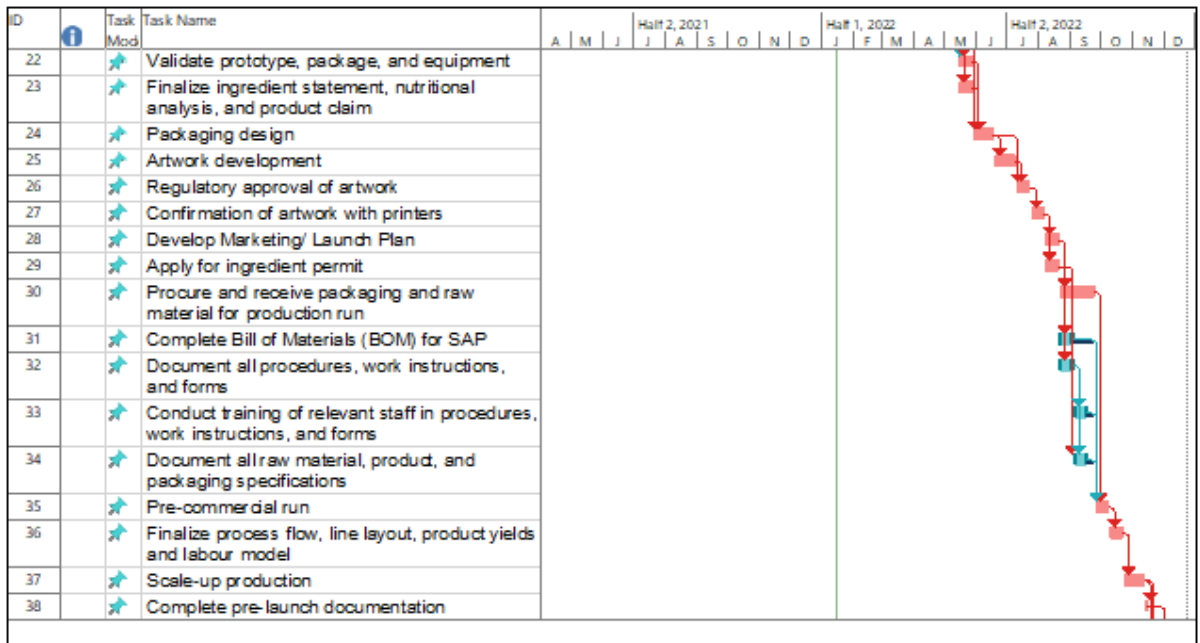 ID Task Task Name Half 2, 2021 Half 1, 2022 Half 2, 2022
Mod A M J J A S O N D J F M A M J J A S O N D
22 Validate prototype, package, and equipment
23 Finalize ingredient statement, nutritional
analysis, and product claim
24 Packaging design
25 Artwork development
26 Regulatory approval of artwork
27 Confirmation of artwork with printers
28 Develop Marketing/ Launch Plan
29 Apply for ingredient permit
30 Procure and receive packaging and raw
material for production run
31 Complete Bill of Materials (BOM) for SAP
32 Document all procedures, work instructions,
and forms
33 Conduct training of relevant staff in procedures,
work instructions, and forms
34 Document all raw material, product, and
packaging specifications
35 Pre-commercial run
36 Finalize process flow, line layout, product yields
and labour model
37 Scale-up production
38 Complete pre-launch documentation